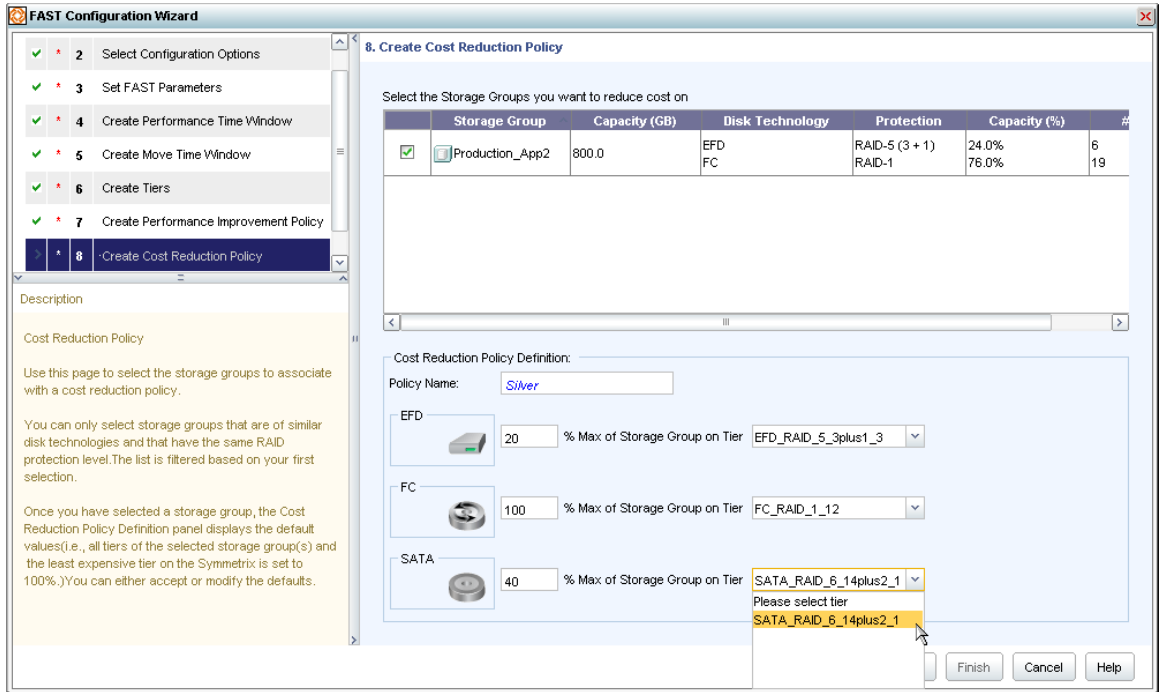 FAST Configuration Wizard
* 2 Select Configuration Options
* 3 Set FAST Parameters
* 4 Create Performance Time Window
* 5 Create Move Time Window
* 6 Create Tiers
* 7 Create Performance Improvement Policy
* 8 -Create Cost Reduction Policy
Description
Cost Reduction Policy
Use this page to select the storage groups to associate
with a cost reduction policy.
You can only select storage groups that are of similar
disk technologies and that have the same RAID
protection level.The list is filtered based on your first
selection.
Once you have selected a storage group, the Cost
Reduction Policy Definition panel displays the default
values(i.e., all tiers of the selected storage group(s) and
the least expensive tier on the Symmetrix is set to
100%.)You can either accept or modify the defaults.
8. Create Cost Reduction Policy
Select the Storage Groups you want to reduce cost on
Storage Group Capacity (GB) Disk Technology Protection Capacity (%) #
Production_App2 800.0 EFD RAID-5 (3 + 1) 24.0% 6
FC RAID-1 76.0% 19
Cost Reduction Policy Definition:
Policy Name: Silver
EFD
20 % Max of Storage Group on Tier EFD_RAID_5_3plus1_3
FC
100 % Max of Storage Group on Tier FC_RAID_1_12
SATA
40 % Max of Storage Group on Tier SATA_RAID_6_14plus2_1
Please select tier
SATA_RAID_6_14plus2_1
Finish Cancel Help